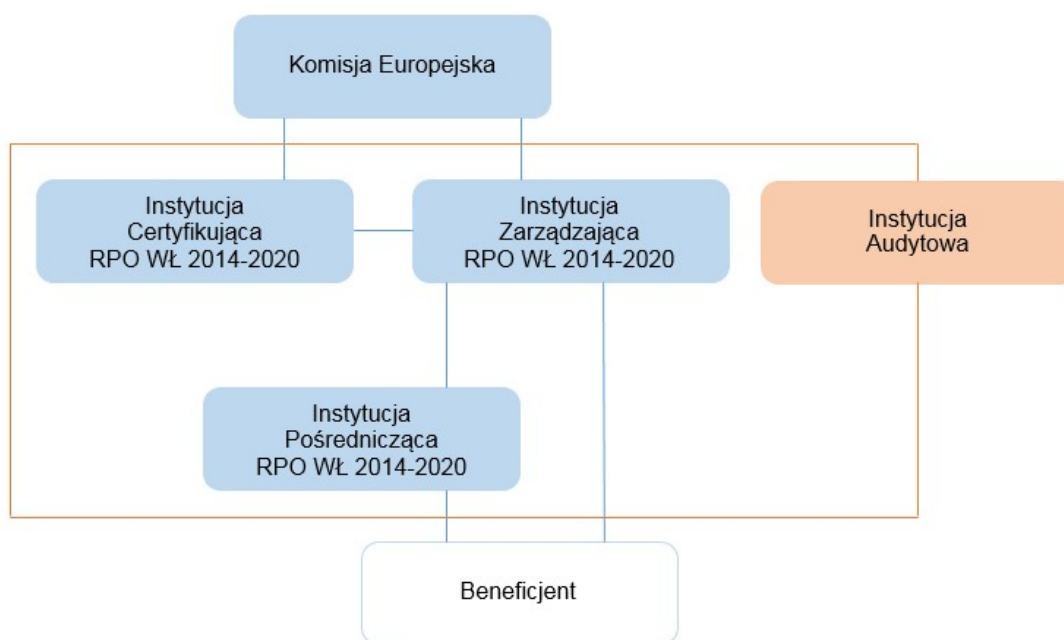 Komisja Europejska
Instytucja
Certyfikująca
RPO WŁ 2014-2020
Instytucja
Zarządzająca
RPO WŁ 2014-2020
Instytucja
Audytowa
Instytucja
Pośrednicząca
RPO WŁ 2014-2020
Beneficjent